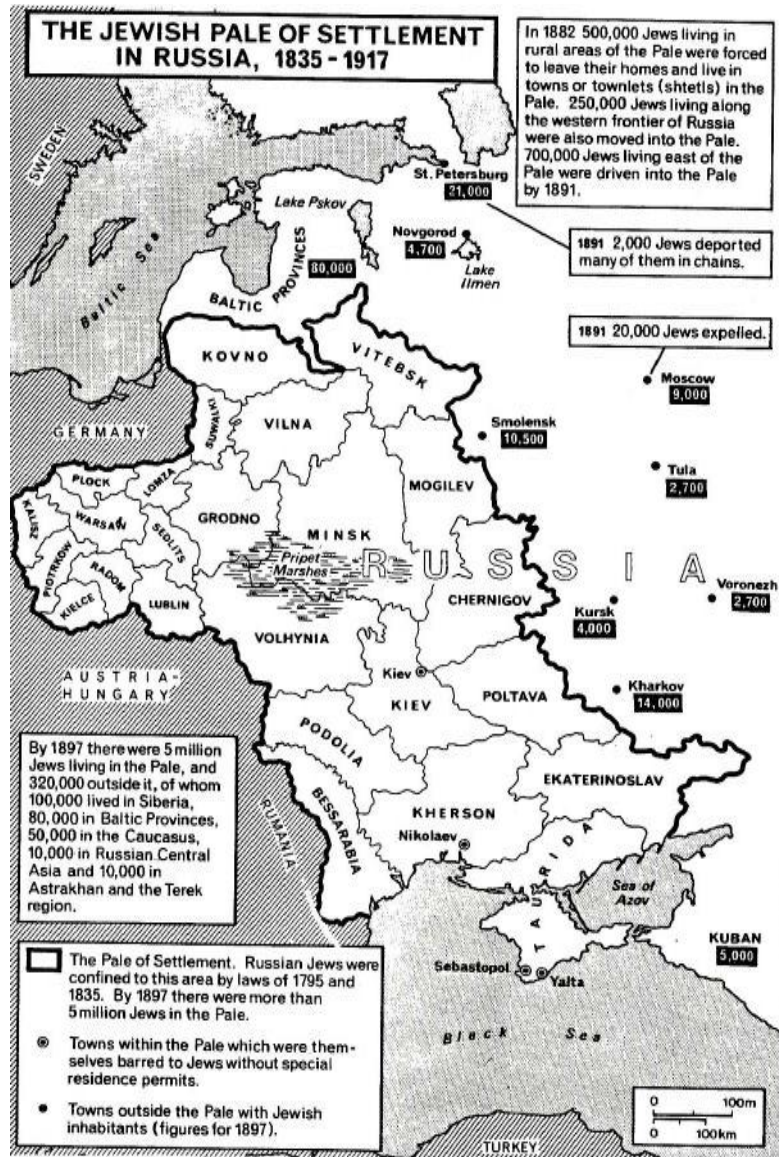 THE JEWISH PALE OF SETTLEMENT
IN RUSSIA, 1835-1917
In 1882 500,000 Jews living in
rural areas of the Pale were forced
to leave their homes and live in
towns or townlets (shtetls) in the
Pale. 250,000 Jews living along
the western frontier of Russia
were also moved into the Pale.
700,000 Jews living east of the
Pale were driven into the Pale
by 1891.
SWEDEN
St. Petersburg
21,000
Lake Pskov
Novgorod
4,700
Lake
Ilmen
1891 2,000 Jews deported
many of them in chains.
Baltic Sea
BALTIC PROVINCES
80,000
1891 20,000 Jews expelled.
Moscow
9,000
KOVNO
VITEBSK
Smolensk
10,500
SUWALKI
VILNA
GERMANY
Tula
2,700
MOGILEV
PLOCK
LOMZA
KALISZ
WARSAW
GRODNO
MINSK
SEDLITS
Pripet
Marshes
RUSSIA
PIOTRKOW
RADOM
KIELCE
LUBLIN
CHERNIGOV
Voronezh
2,700
Kursk
4,000
VOLHYNIA
AUSTRIA-
HUNGARY
Kiev
KIEV
POLTAVA
Kharkov
14,000
PODOLIA
By 1897 there were 5 million
Jews living in the Pale, and
320,000 outside it, of whom
100,000 lived in Siberia,
80,000 in Baltic Provinces,
50,000 in the Caucasus,
10,000 in Russian Central
Asia and 10,000 in
Astrakhan and the Terek
region.
EKATERINOSLAV
BESSARABIA
KHERSON
RUMANIA
Nikolaev
TAURIDA
Sea of
Azov
KUBAN
5,000
Sebastopol
Yalta
Black Sea
The Pale of Settlement. Russian Jews were
confined to this area by laws of 1795 and
1835. By 1897 there were more than
5 million Jews in the Pale.
Towns within the Pale which were them-
selves barred to Jews without special
residence permits.
Towns outside the Pale with Jewish
inhabitants (figures for 1897).
0 100m
0 100km
TURKEY